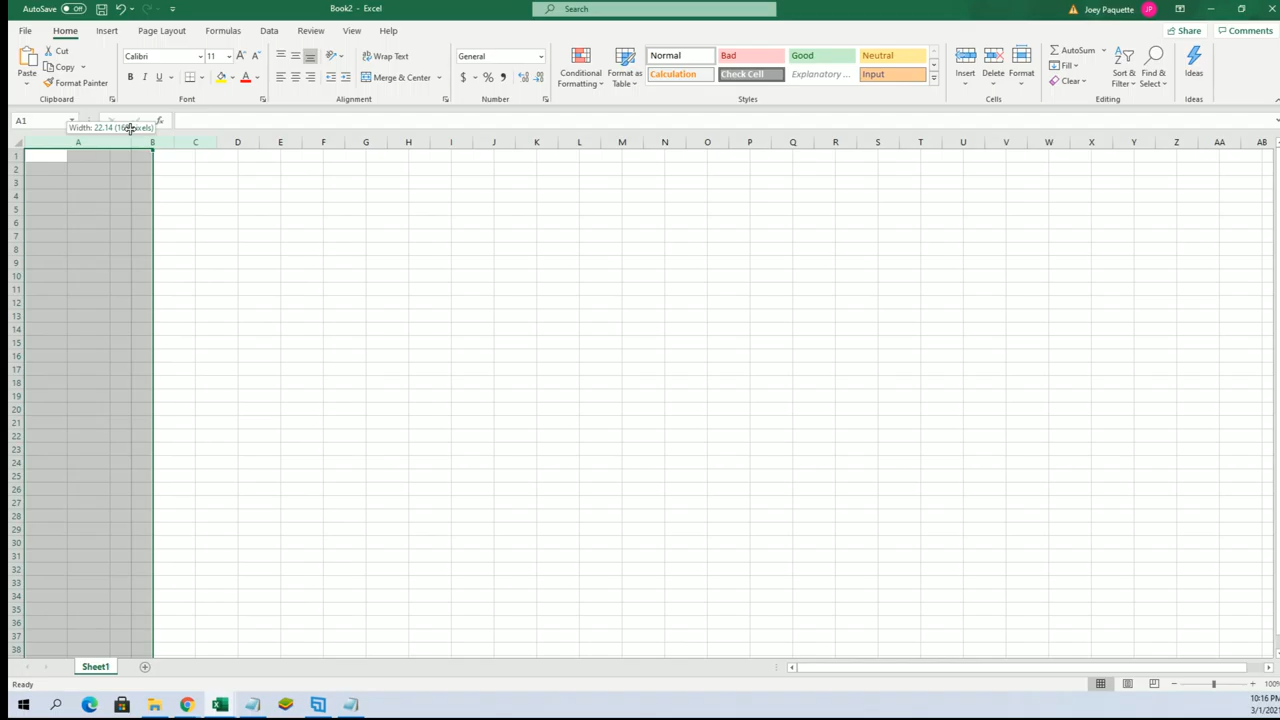 AutoSave Off Book2 - Excel Search Joey Paquette JP
File Home Insert Page Layout Formulas Data Review View Help Share Comments
Paste Cut Copy Format Painter
Calibri 11 A A B I U A
Wrap Text Merge & Center
General $ % ,
Conditional Formatting Format as Table
Normal Bad Good Neutral
Calculation Check Cell Explanatory ... Input
Insert Delete Format
AutoSum Fill Clear Sort & Filter Find & Select Ideas
Clipboard Font Alignment Number Styles Cells Editing Ideas
A1 fx
Width: 22.14
A B C D E F G H I J K L M N O P Q R S T U V W X Y Z AA AB
1
2
3
4
5
6
7
8
9
10
11
12
13
14
15
16
17
18
19
20
21
22
23
24
25
26
27
28
29
30
31
32
33
34
35
36
37
38
Sheet1
Ready 100%
10:16 PM